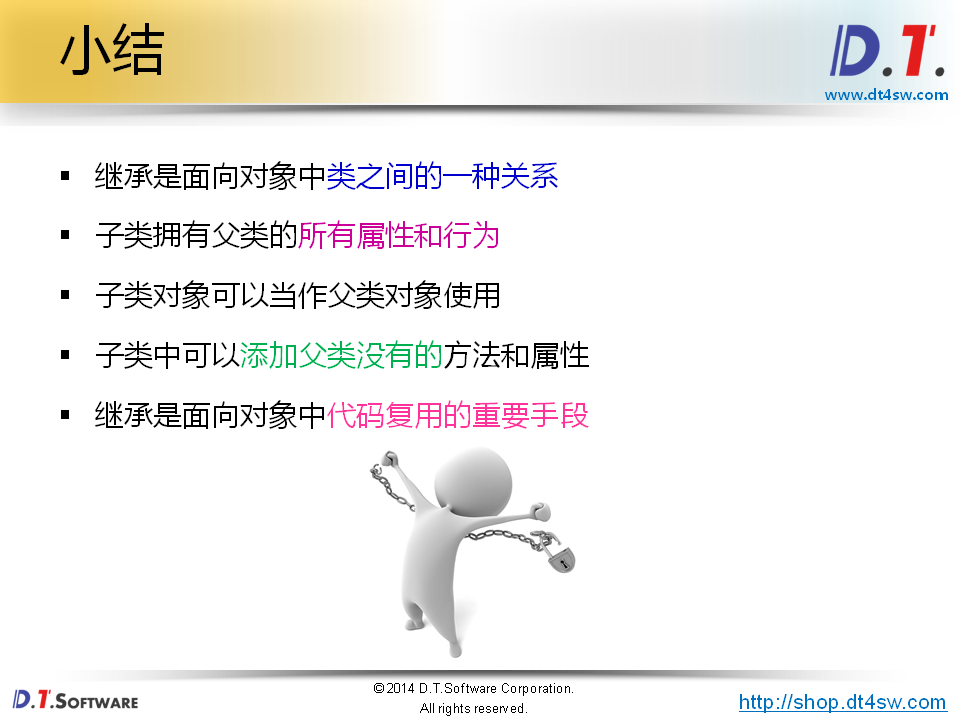 小结
D.T.
www.dt4sw.com
▪ 继承是面向对象中类之间的一种关系
▪ 子类拥有父类的所有属性和行为
▪ 子类对象可以当作父类对象使用
▪ 子类中可以添加父类没有的方法和属性
▪ 继承是面向对象中代码复用的重要手段
D.T.SOFTWARE
©2014 D.T.Software Corporation.
All rights reserved.
http://shop.dt4sw.com